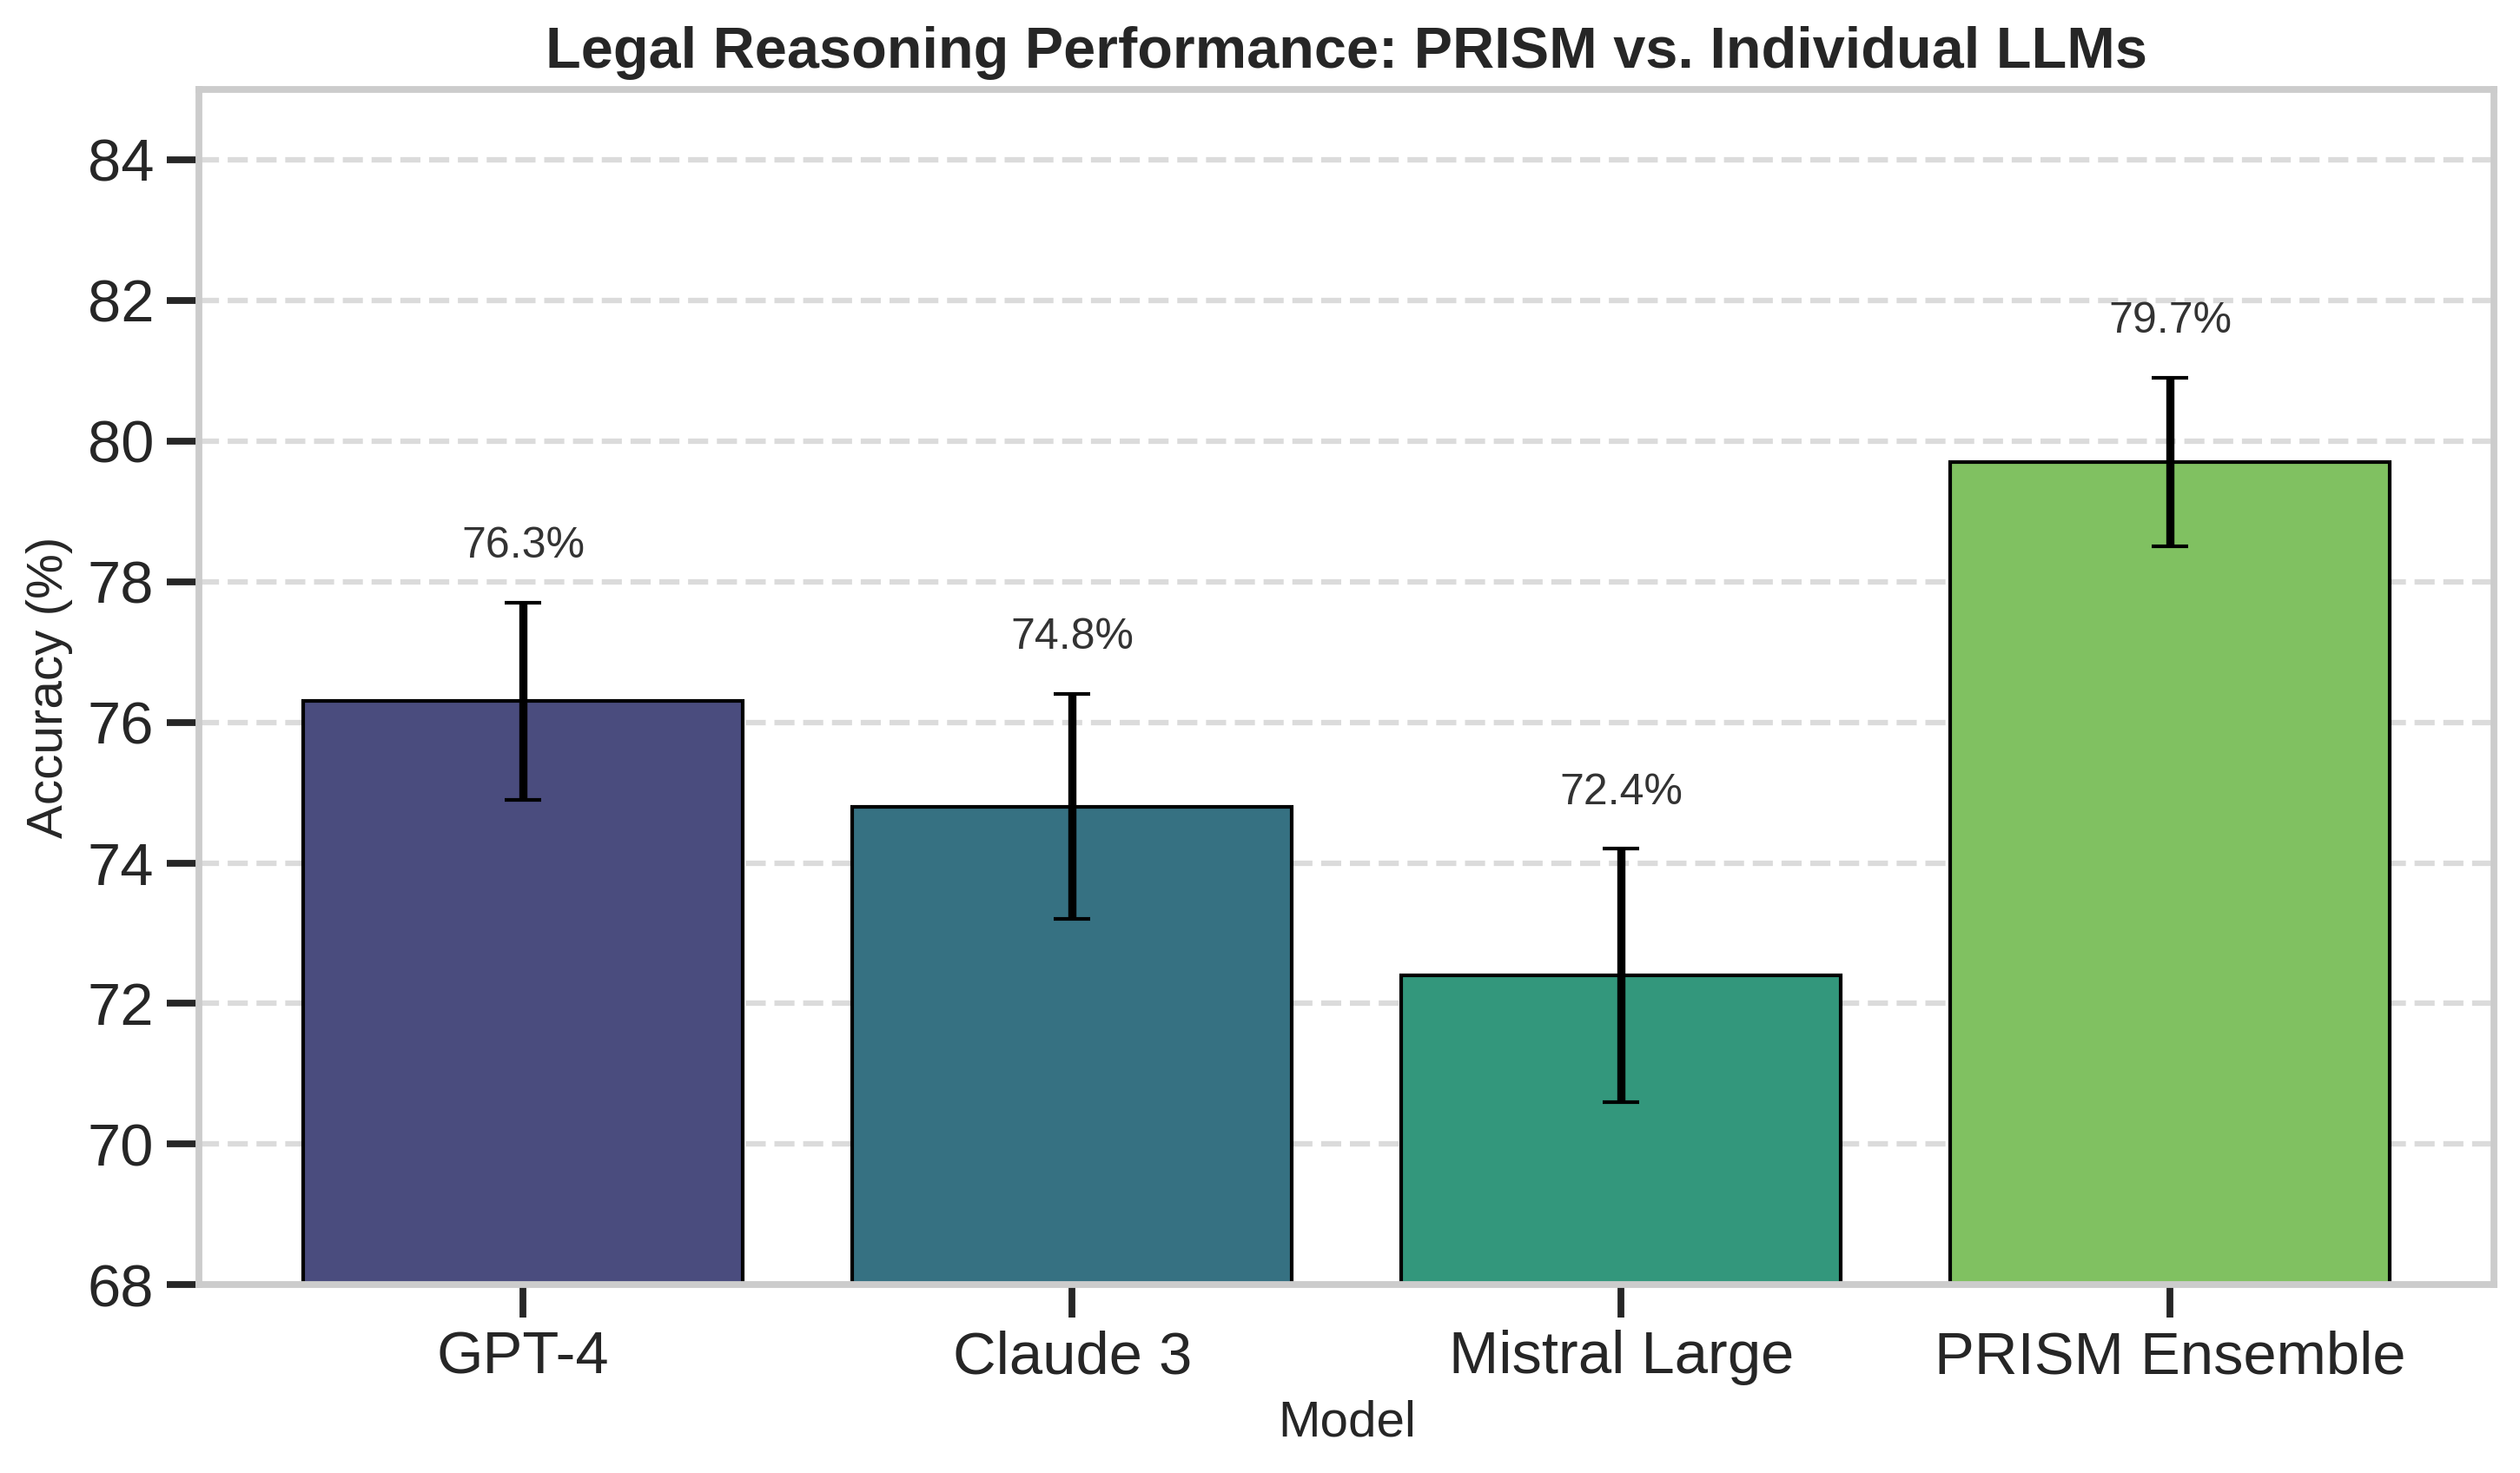 Legal Reasoning Performance: PRISM vs. Individual LLMs
Accuracy (%)
84
82
80
78
76
74
72
70
68
76.3%
74.8%
72.4%
79.7%
GPT-4
Claude 3
Mistral Large
PRISM Ensemble
Model